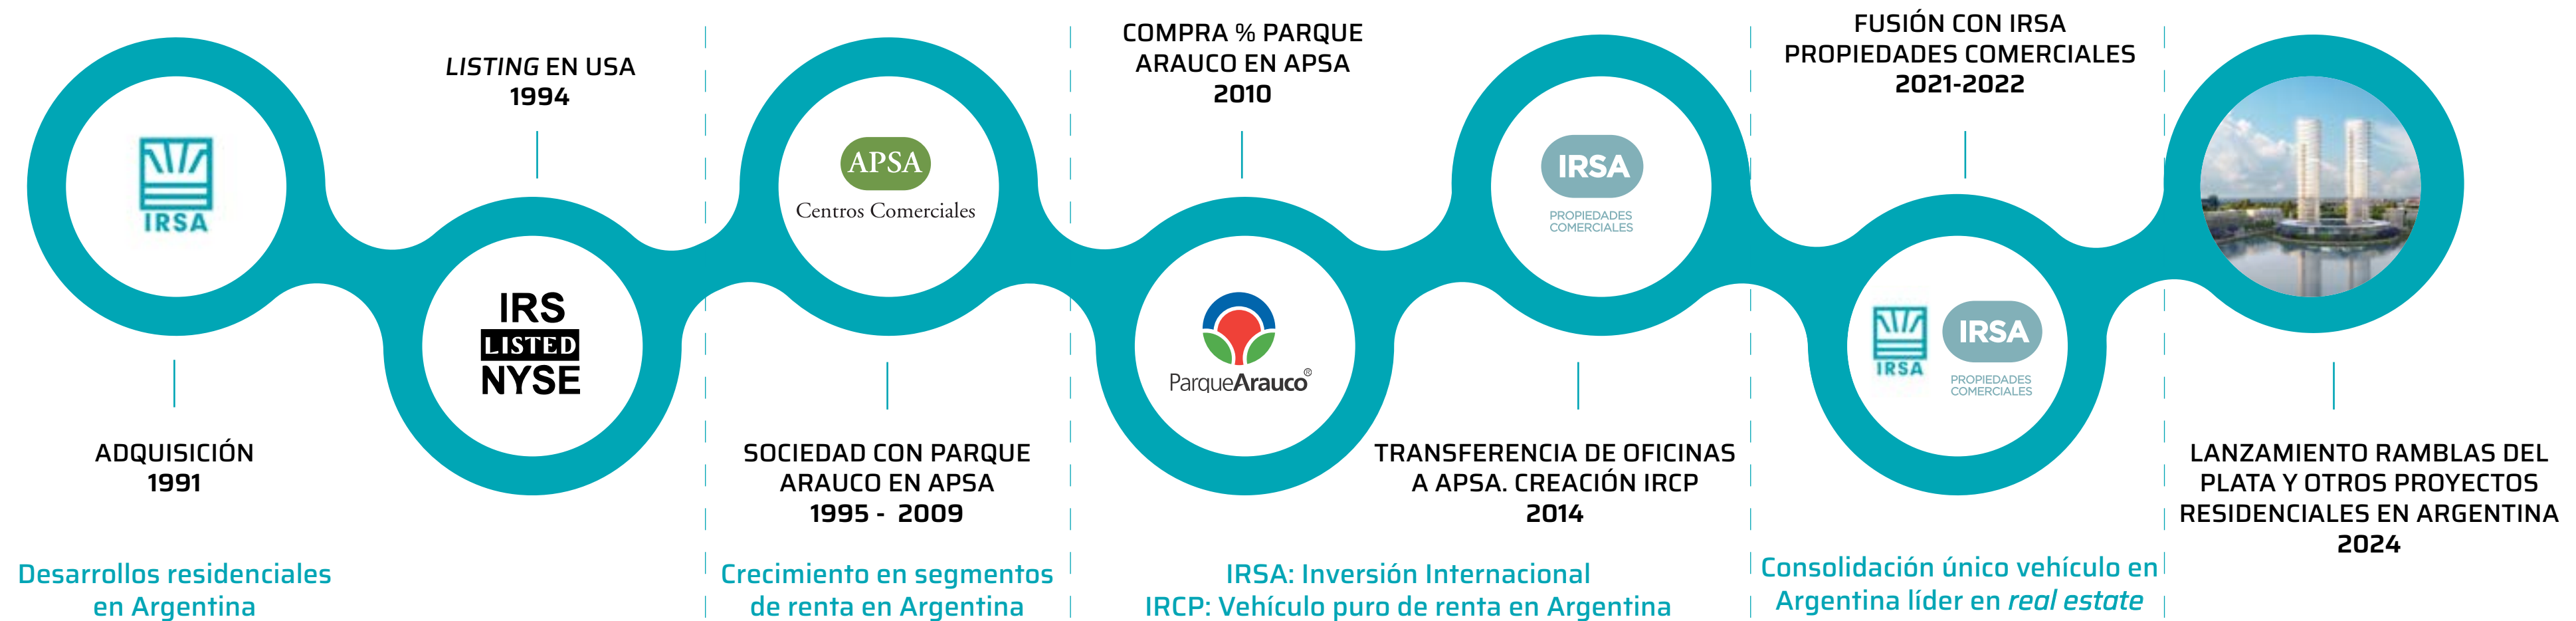 IRSA
ADQUISICIÓN
1991
Desarrollos residenciales
en Argentina
LISTING EN USA
1994
IRS
LISTED
NYSE
APSA
Centros Comerciales
SOCIEDAD CON PARQUE
ARAUCO EN APSA
1995 - 2009
Crecimiento en segmentos
de renta en Argentina
COMPRA % PARQUE
ARAUCO EN APSA
2010
ParqueArauco®
IRSA
PROPIEDADES
COMERCIALES
TRANSFERENCIA DE OFICINAS
A APSA. CREACIÓN IRCP
2014
IRSA: Inversión Internacional
IRCP: Vehículo puro de renta en Argentina
FUSIÓN CON IRSA
PROPIEDADES COMERCIALES
2021-2022
IRSA
IRSA
PROPIEDADES
COMERCIALES
Consolidación único vehículo en
Argentina líder en real estate
LANZAMIENTO RAMBLAS DEL
PLATA Y OTROS PROYECTOS
RESIDENCIALES EN ARGENTINA
2024